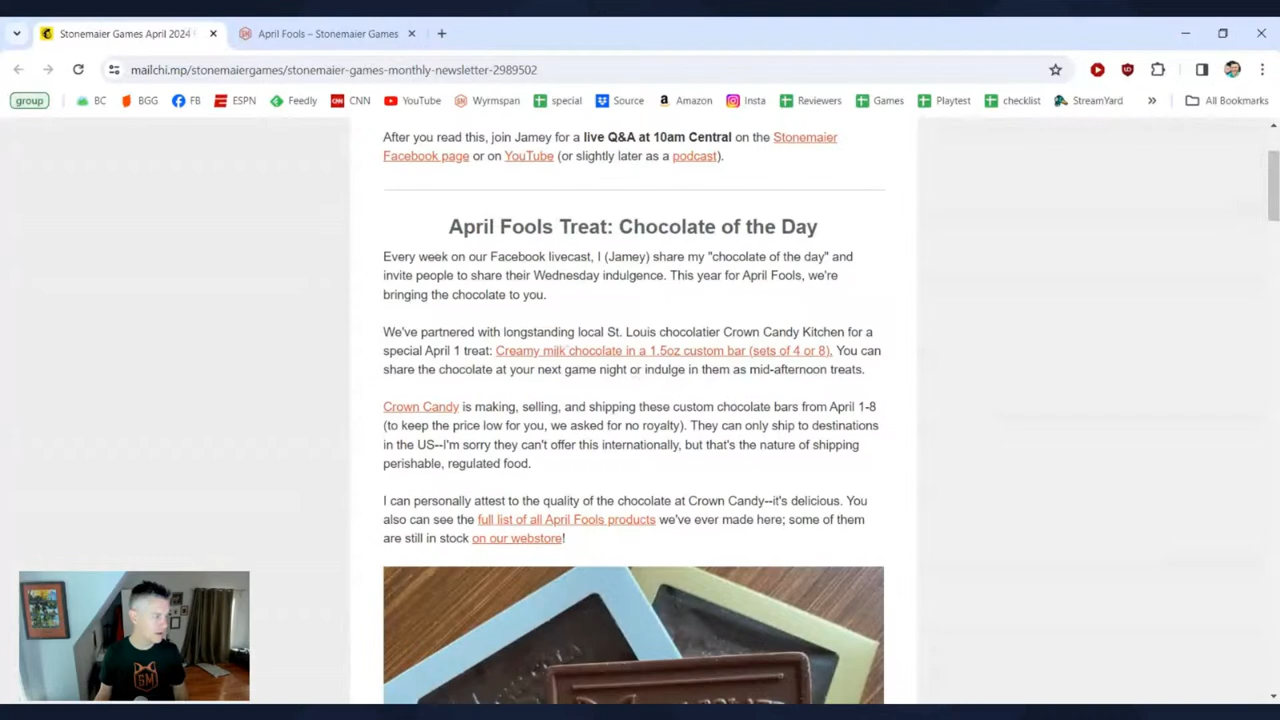 Stonemaier Games April 2024
April Fools – Stonemaier Games
mailchi.mp/stonemaiergames/stonemaier-games-monthly-newsletter-2989502
group BC BGG FB ESPN Feedly CNN YouTube Wyrmspan special Source Amazon Insta Reviewers Games Playtest checklist StreamYard » All Bookmarks
After you read this, join Jamey for a live Q&A at 10am Central on the Stonemaier
Facebook page or on YouTube (or slightly later as a podcast).
April Fools Treat: Chocolate of the Day
Every week on our Facebook livecast, I (Jamey) share my "chocolate of the day" and
invite people to share their Wednesday indulgence. This year for April Fools, we're
bringing the chocolate to you.
We've partnered with longstanding local St. Louis chocolatier Crown Candy Kitchen for a
special April 1 treat: Creamy milk chocolate in a 1.5oz custom bar (sets of 4 or 8). You can
share the chocolate at your next game night or indulge in them as mid-afternoon treats.
Crown Candy is making, selling, and shipping these custom chocolate bars from April 1-8
(to keep the price low for you, we asked for no royalty). They can only ship to destinations
in the US--I'm sorry they can't offer this internationally, but that's the nature of shipping
perishable, regulated food.
I can personally attest to the quality of the chocolate at Crown Candy--it's delicious. You
also can see the full list of all April Fools products we've ever made here; some of them
are still in stock on our webstore!
SM